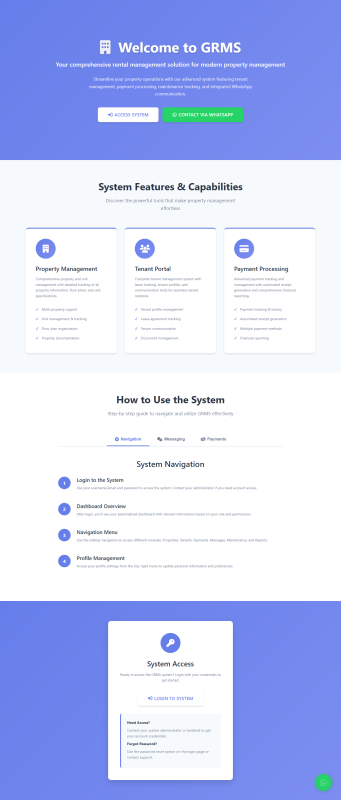 Welcome to GRMS
Your comprehensive rental management solution for modern property management
Streamline your property operations with our advanced system featuring tenant
management, payment processing, maintenance tracking, and integrated WhatsApp
communication.
ACCESS SYSTEM
CONTACT VIA WHATSAPP
System Features & Capabilities
Discover the powerful tools that make property management
effortless
Property Management
Comprehensive property and unit
management with detailed tracking of all
property information, floor plans, and unit
specifications.
Multi-property support
Unit management & tracking
Floor plan organization
Property documentation
Tenant Portal
Complete tenant management system with
lease tracking, tenant profiles, and
communication tools for seamless tenant
relations.
Tenant profile management
Lease agreement tracking
Tenant communication
Document management
Payment Processing
Advanced payment tracking and
management with automated receipt
generation and comprehensive financial
reporting.
Payment tracking & history
Automated receipt generation
Multiple payment methods
Financial reporting
How to Use the System
Step-by-step guide to navigate and utilize GRMS effectively
Navigation
Messaging
Payments
System Navigation
1
Login to the System
Use your username/email and password to access the system. Contact your administrator if you need account access.
2
Dashboard Overview
After login, you'll see your personalized dashboard with relevant information based on your role and permissions.
3
Navigation Menu
Use the sidebar navigation to access different modules: Properties, Tenants, Payments, Messages, Maintenance, and Reports.
4
Profile Management
Access your profile settings from the top-right menu to update personal information and preferences.
System Access
Ready to access the GRMS system? Login with your credentials to
get started.
LOGIN TO SYSTEM
Need Access?
Contact your system administrator or landlord to get
your account credentials.
Forgot Password?
Use the password reset option on the login page or
contact support.